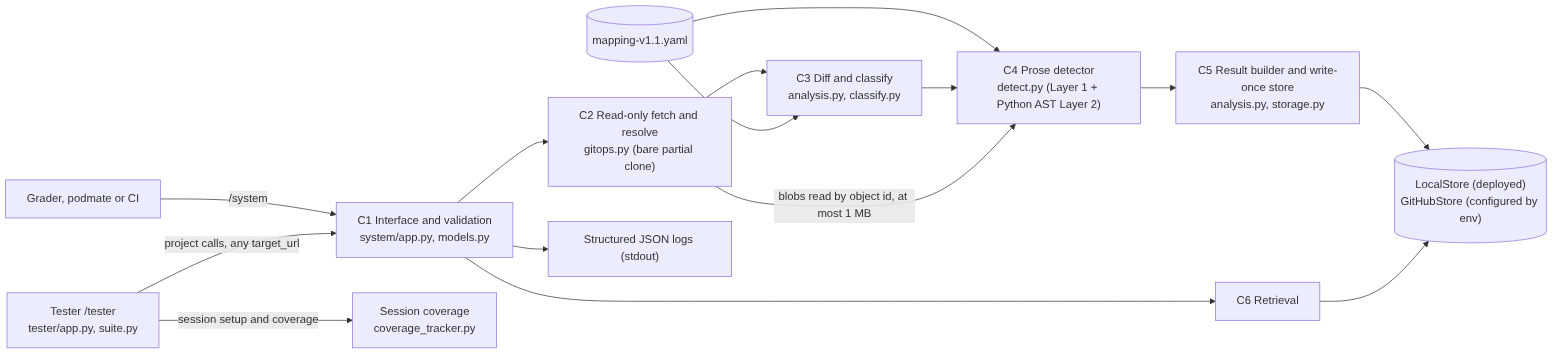 mapping-v1.1.yaml
C3 Diff and classify
analysis.py, classify.py
C4 Prose detector
detect.py (Layer 1 +
Python AST Layer 2)
C5 Result builder and write-
once store
analysis.py, storage.py
C2 Read-only fetch and
resolve
gitops.py (bare partial
clone)
Grader, podmate or CI
/system
blobs read by object id, at
most 1 MB
LocalStore (deployed)
GitHubStore (configured by
env)
C1 Interface and validation
system/app.py, models.py
project calls, any target_url
Structured JSON logs
(stdout)
Tester /tester
tester/app.py, suite.py
session setup and coverage
Session coverage
coverage_tracker.py
C6 Retrieval